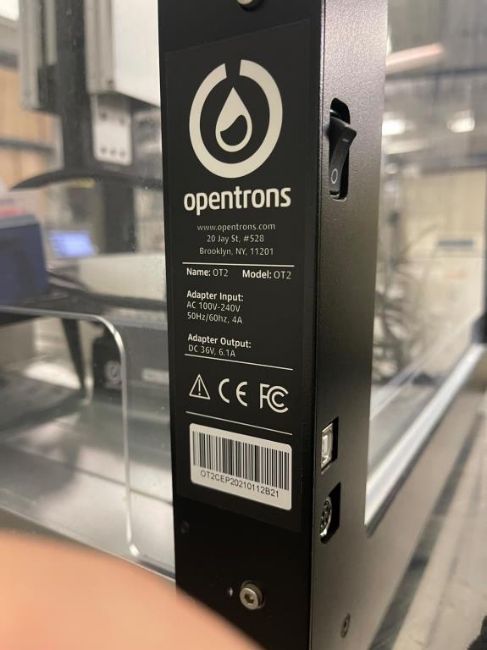 opentrons
www.opentrons.com
20 Jay St, #528
Brooklyn, NY, 11201
Name: OT2 Model: OT2
Adapter Input:
AC 100V-240V
50Hz/60hz, 4A
Adapter Output:
DC 36V, 6.1A
CE FC
OT2CEP20210112B21